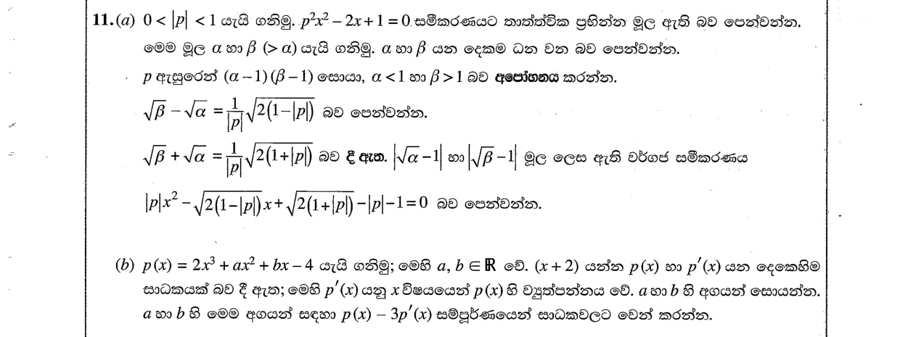 11.(a) 0 < |p| < 1 යැයි ගනිමු. p²x² − 2x + 1 = 0 සමීකරණයට තාත්ත්වික ප්‍රභින්න මූල ඇති බව පෙන්වන්න.
මෙම මූල α හා β (> α) යැයි ගනිමු. α හා β යන දෙකම ධන වන බව පෙන්වන්න.
p ඇසුරෙන් (α − 1)(β − 1) සොයා, α < 1 හා β > 1 බව අපෝහනය කරන්න.
√β − √α = 1/|p| √(2(1−|p|)) බව පෙන්වන්න.
√β + √α = 1/|p| √(2(1+|p|)) බව දී ඇත. |√α − 1| හා |√β − 1| මූල ලෙස ඇති වර්ගජ සමීකරණය
|p|x² − √(2(1−|p|)) x + √(2(1+|p|)) − |p| − 1 = 0 බව පෙන්වන්න.
(b) p(x) = 2x³ + ax² + bx − 4 යැයි ගනිමු; මෙහි a, b ∈ ℝ වේ. (x + 2) යන්න p(x) හා p′(x) යන දෙකෙහිම
සාධකයක් බව දී ඇත; මෙහි p′(x) යනු x විෂයයෙන් p(x) හි ව්‍යුත්පන්නය වේ. a හා b හි අගයන් සොයන්න.
a හා b හි මෙම අගයන් සඳහා p(x) − 3p′(x) සම්පූර්ණයෙන් සාධකවලට වෙන් කරන්න.